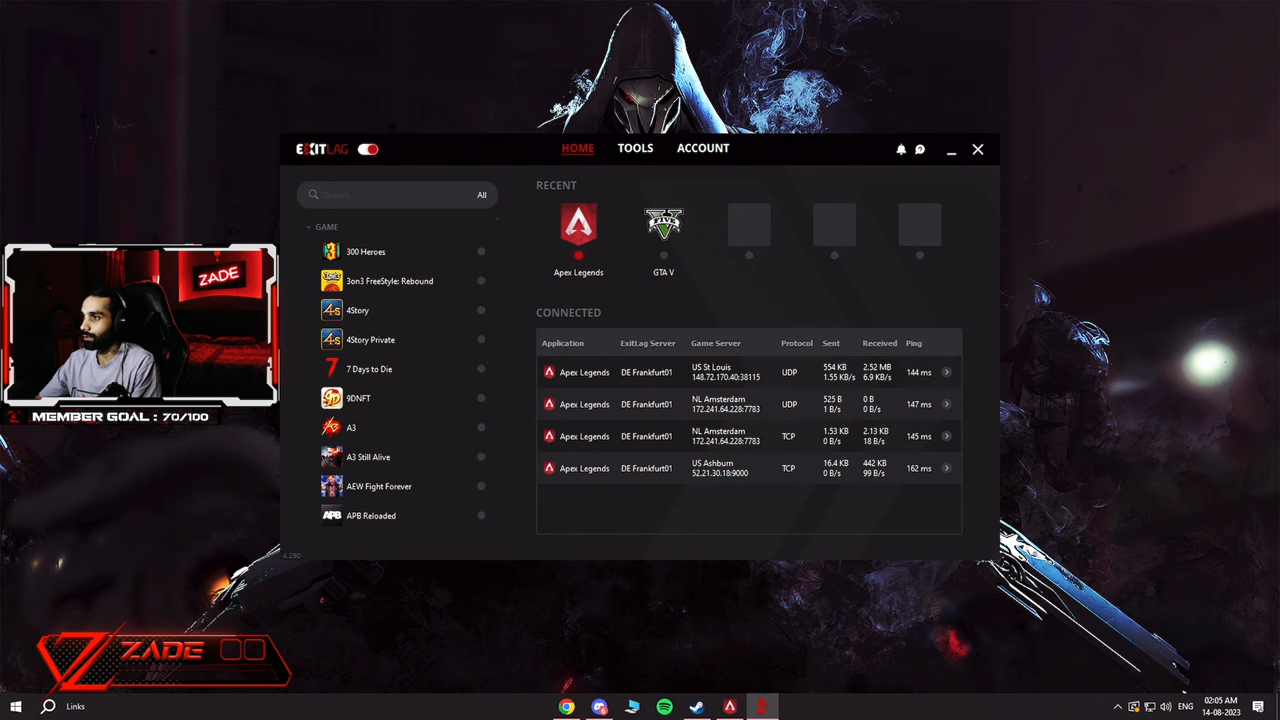 EXITLAG
HOME TOOLS ACCOUNT
Search All
GAME
300 Heroes
3on3 FreeStyle: Rebound
4Story
4Story Private
7 Days to Die
9DNFT
A3
A3 Still Alive
AEW Fight Forever
APB Reloaded
4.290
RECENT
FIVE
Apex Legends GTA V
CONNECTED
Application ExitLag Server Game Server Protocol Sent Received Ping
Apex Legends DE Frankfurt01 US St Louis UDP 554 KB 2.52 MB 144 ms
148.72.170.40:38115 1.55 KB/s 6.9 KB/s
Apex Legends DE Frankfurt01 NL Amsterdam UDP 525 B 0 B 147 ms
172.241.64.228:7783 0 B/s 0 B/s
Apex Legends DE Frankfurt01 NL Amsterdam TCP 1.53 KB 2.13 KB 145 ms
172.241.64.228:7783 0 B/s 18 B/s
Apex Legends DE Frankfurt01 US Ashburn TCP 16.4 KB 442 KB 162 ms
52.21.30.18:9000 0 B/s 99 B/s
ZADE
MEMBER GOAL : 70/100
ZADE
Links
ENG
02:05 AM
14-08-2023